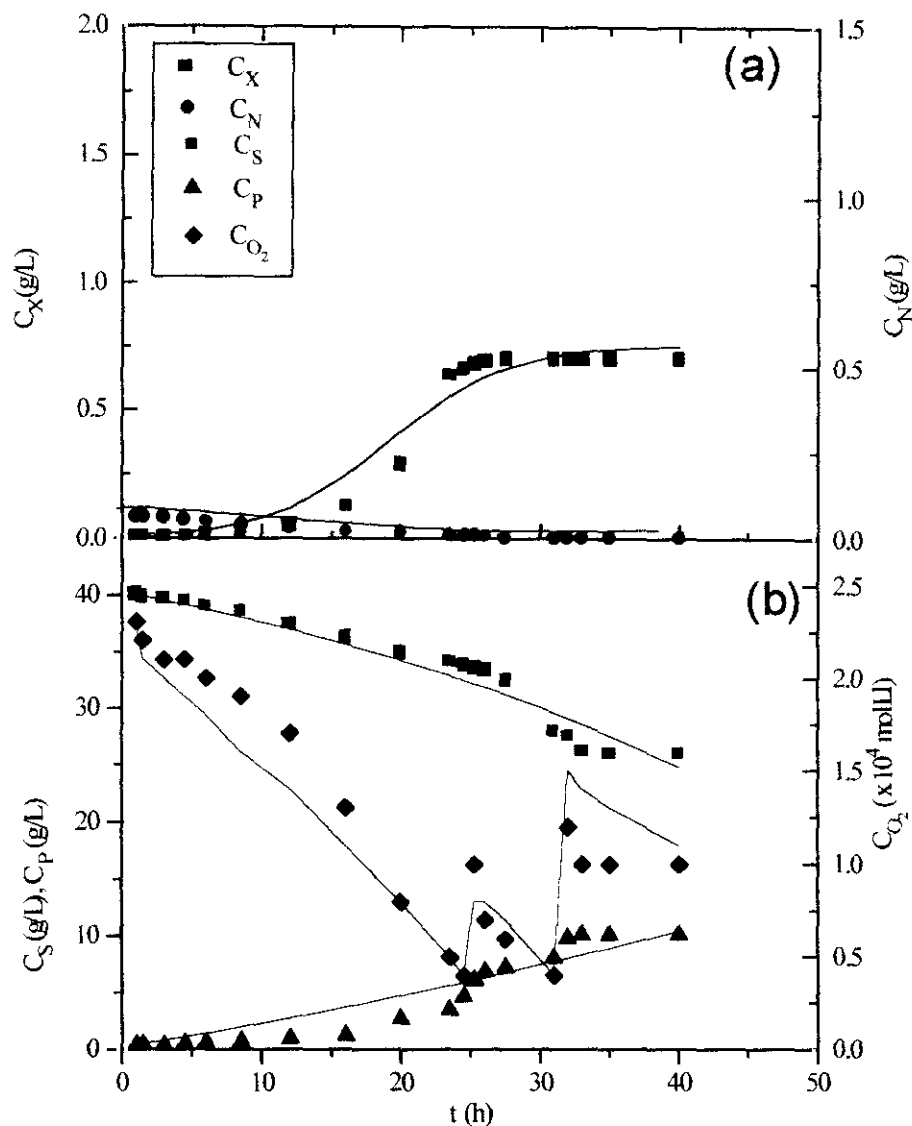 2.0
1.5
1.0
0.5
0.0
C_X (g/L)
C_X
C_N
C_S
C_P
C_O2
(a)
1.5
1.0
0.5
0.0
C_N (g/L)
40
30
20
10
0
C_S (g/L), C_P (g/L)
(b)
2.5
2.0
1.5
1.0
0.5
0.0
C_O2 (x10^4 mol/L)
0 10 20 30 40 50
t (h)